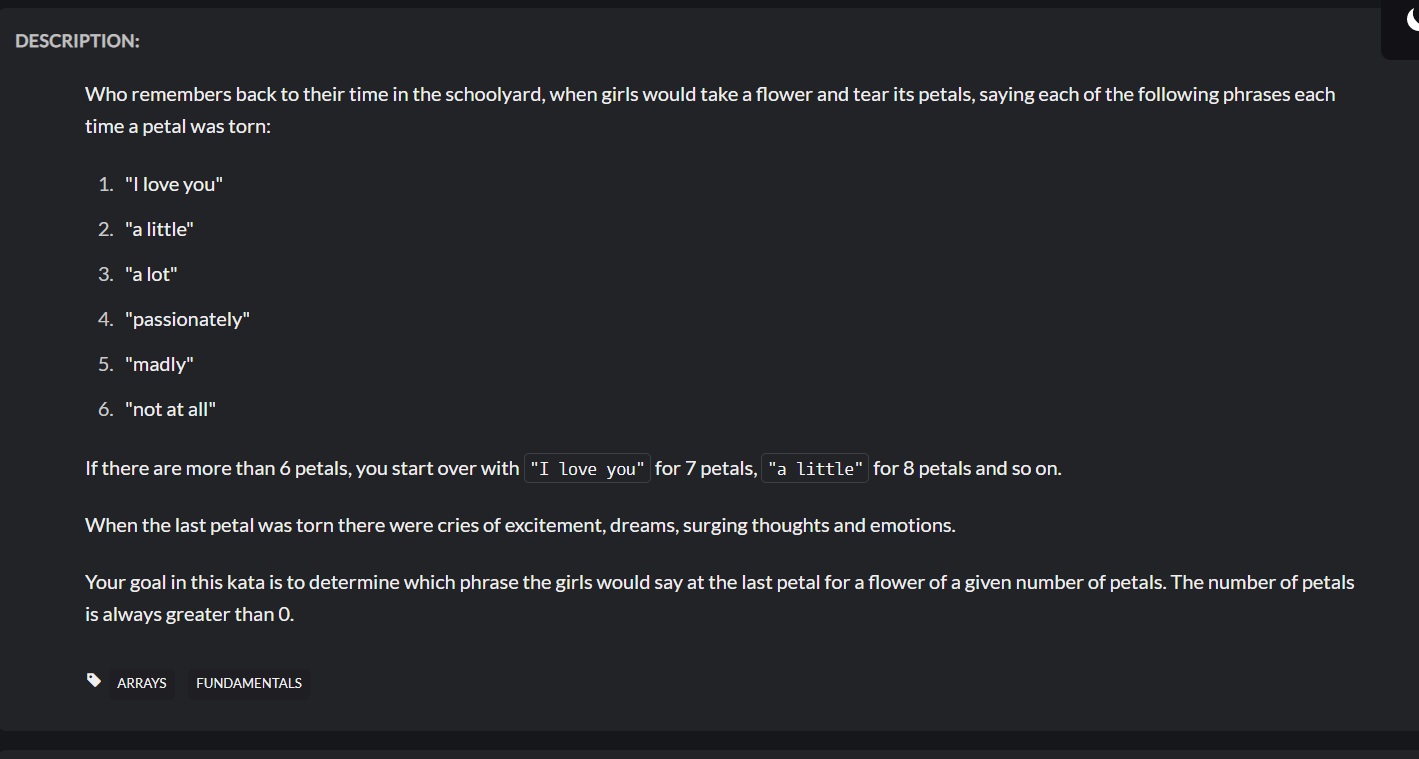 DESCRIPTION:
Who remembers back to their time in the schoolyard, when girls would take a flower and tear its petals, saying each of the following phrases each
time a petal was torn:
1. "I love you"
2. "a little"
3. "a lot"
4. "passionately"
5. "madly"
6. "not at all"
If there are more than 6 petals, you start over with "I love you" for 7 petals, "a little" for 8 petals and so on.
When the last petal was torn there were cries of excitement, dreams, surging thoughts and emotions.
Your goal in this kata is to determine which phrase the girls would say at the last petal for a flower of a given number of petals. The number of petals
is always greater than 0.
ARRAYS FUNDAMENTALS